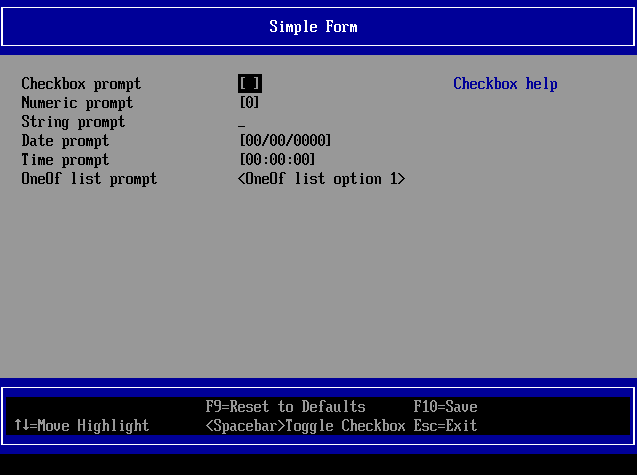 Simple Form
Checkbox prompt [ ] Checkbox help
Numeric prompt [0]
String prompt _
Date prompt [00/00/0000]
Time prompt [00:00:00]
OneOf list prompt <OneOf list option 1>
F9=Reset to Defaults F10=Save
↑↓=Move Highlight <Spacebar>Toggle Checkbox Esc=Exit